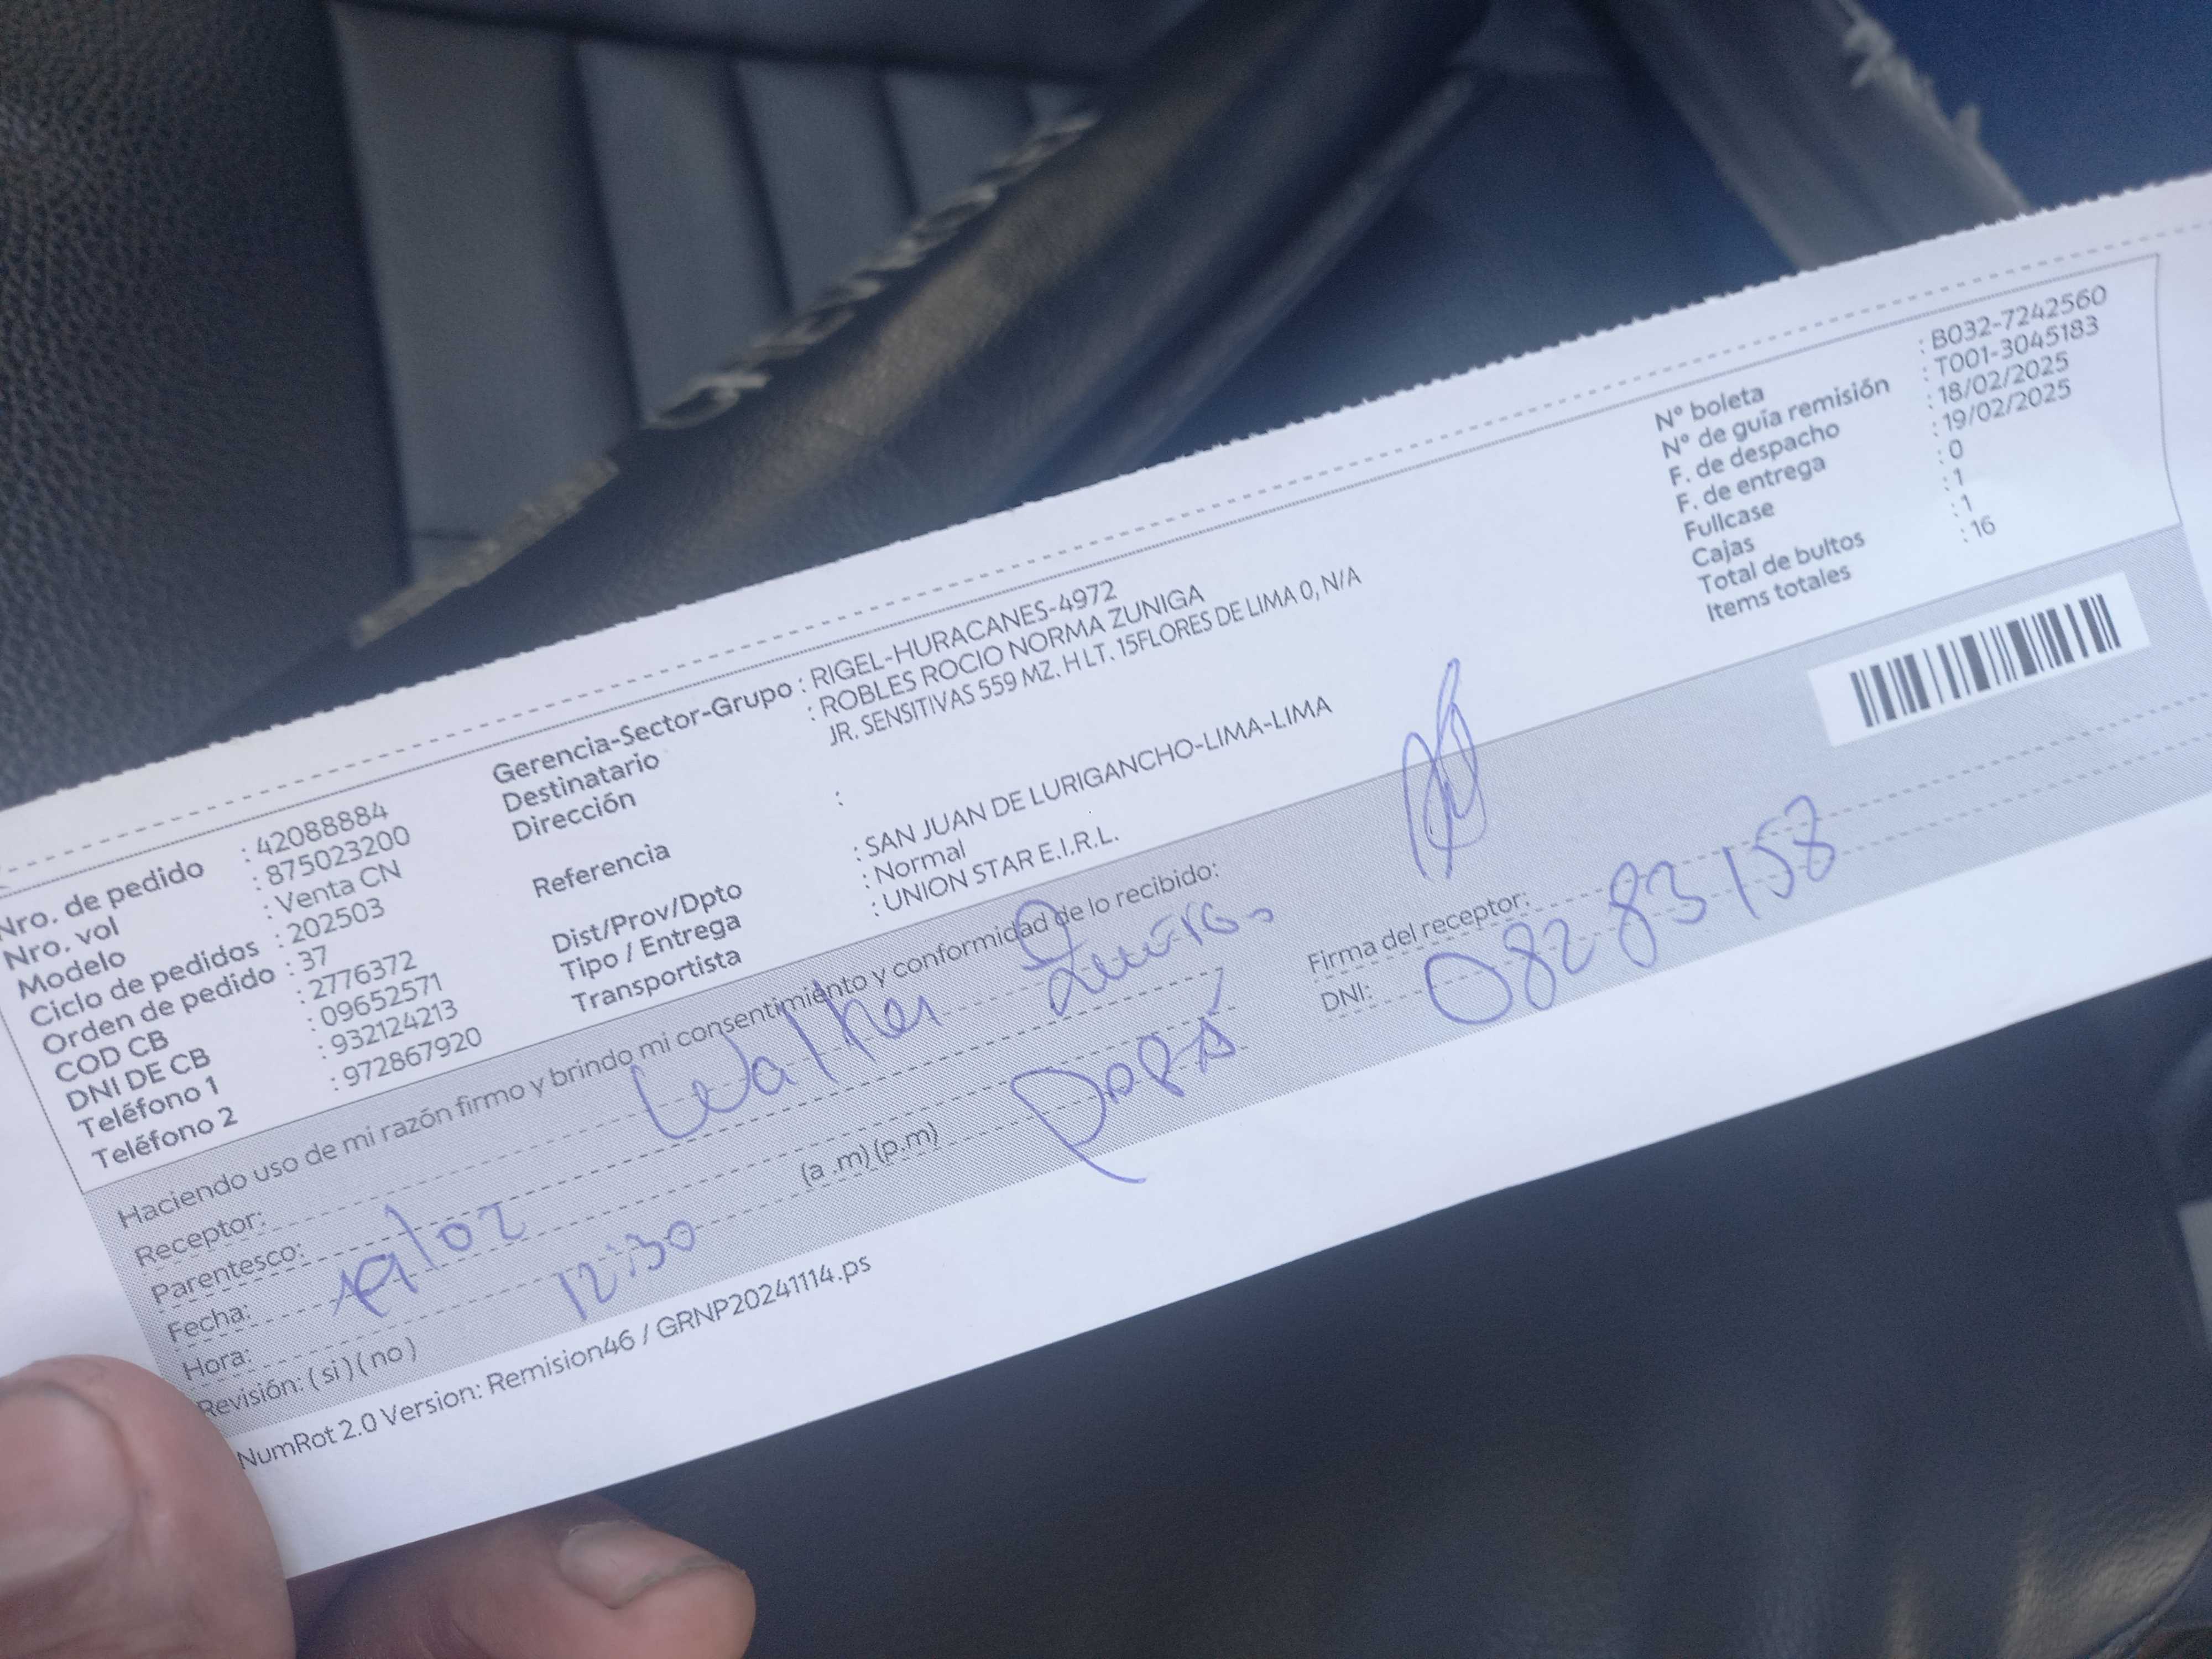 Nro. de pedido : 42088884
Nro. vol : 875023200
Modelo : Venta CN
Ciclo de pedidos : 202503
Orden de pedido : 37
COD CB : 2776372
DNI DE CB : 09652571
Teléfono 1 : 932124213
Teléfono 2 : 972867920
Gerencia-Sector-Grupo : RIGEL-HURACANES-4972
Destinatario : ROBLES ROCIO NORMA ZUNIGA
Dirección JR. SENSITIVAS 559 MZ. H LT. 15FLORES DE LIMA 0, N/A
Referencia :
Dist/Prov/Dpto : SAN JUAN DE LURIGANCHO-LIMA-LIMA
Tipo / Entrega : Normal
Transportista : UNION STAR E.I.R.L.
N° boleta : B032-7242560
N° de guía remisión : T001-3045183
F. de despacho : 18/02/2025
F. de entrega : 19/02/2025
Fullcase : 0
Cajas : 1
Total de bultos : 1
Items totales : 16
Haciendo uso de mi razón firmo y brindo mi consentimiento y conformidad de lo recibido:
Receptor: Walther
Parentesco: PAPÁ
Fecha:
Hora: 12:30 (a .m) (p.m)
Revisión: ( si ) ( no )
Firma del receptor:
DNI: 08283158
NumRot 2.0 Version: Remision46 / GRNP20241114.ps